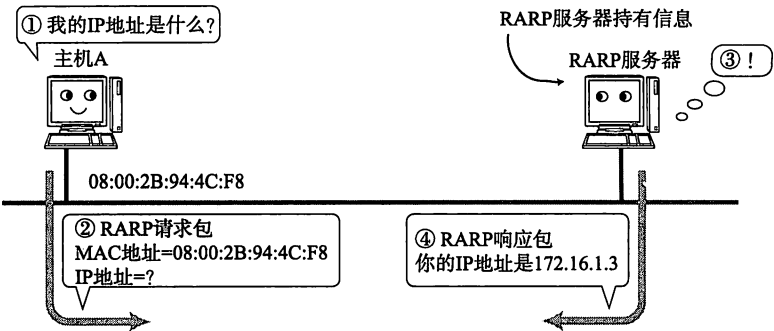 ① 我的IP地址是什么？
主机A
RARP服务器持有信息
RARP服务器
③！
08:00:2B:94:4C:F8
② RARP请求包
MAC地址=08:00:2B:94:4C:F8
IP地址=？
④ RARP响应包
你的IP地址是172.16.1.3